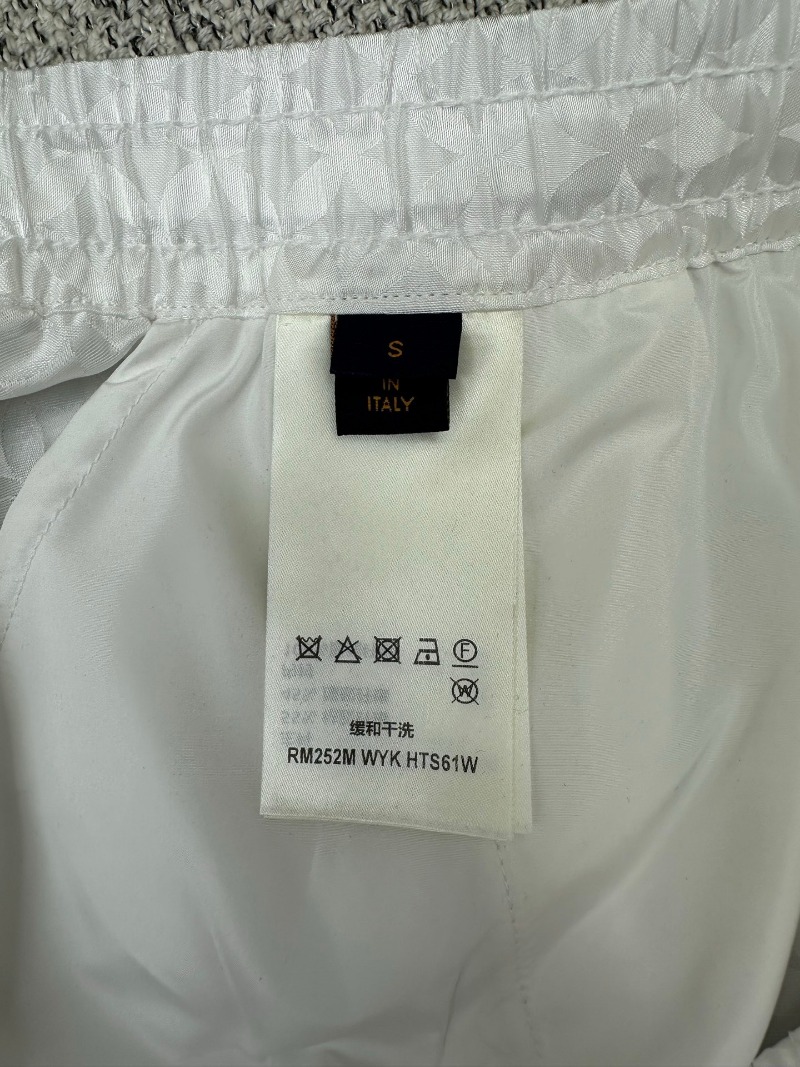 S
IN
ITALY
F
W
缓和干洗
RM252M WYK HTS61W